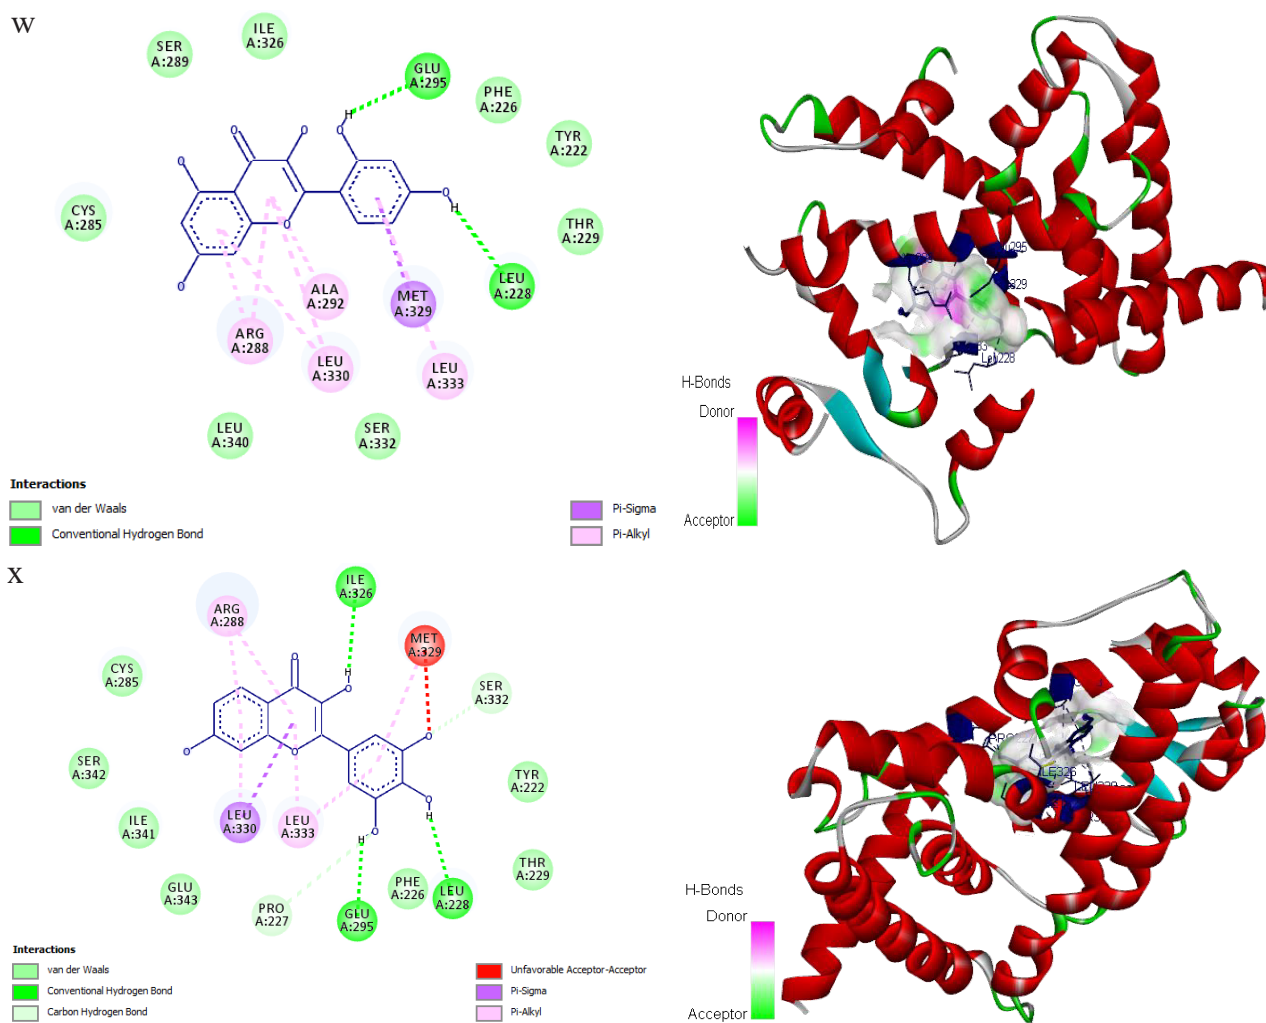 W
SER
A:289
ILE
A:326
GLU
A:295
PHE
A:226
TYR
A:222
H
O
O
O
O
H
CYS
A:285
O
THR
A:229
O
LEU
A:228
ALA
A:292
MET
A:329
ARG
A:288
LEU
A:330
LEU
A:333
LEU
A:340
SER
A:332
Interactions
van der Waals
Conventional Hydrogen Bond
Pi-Sigma
Pi-Alkyl
Leu228
H-Bonds
Donor
Acceptor
X
ARG
A:288
ILE
A:326
MET
A:329
CYS
A:285
SER
A:332
O
H
O
O
O
O
SER
A:342
TYR
A:222
O
H
ILE
A:341
LEU
A:330
LEU
A:333
O
H
THR
A:229
GLU
A:343
PRO
A:227
GLU
A:295
PHE
A:226
LEU
A:228
Interactions
van der Waals
Conventional Hydrogen Bond
Carbon Hydrogen Bond
Unfavorable Acceptor-Acceptor
Pi-Sigma
Pi-Alkyl
H-Bonds
Donor
Acceptor